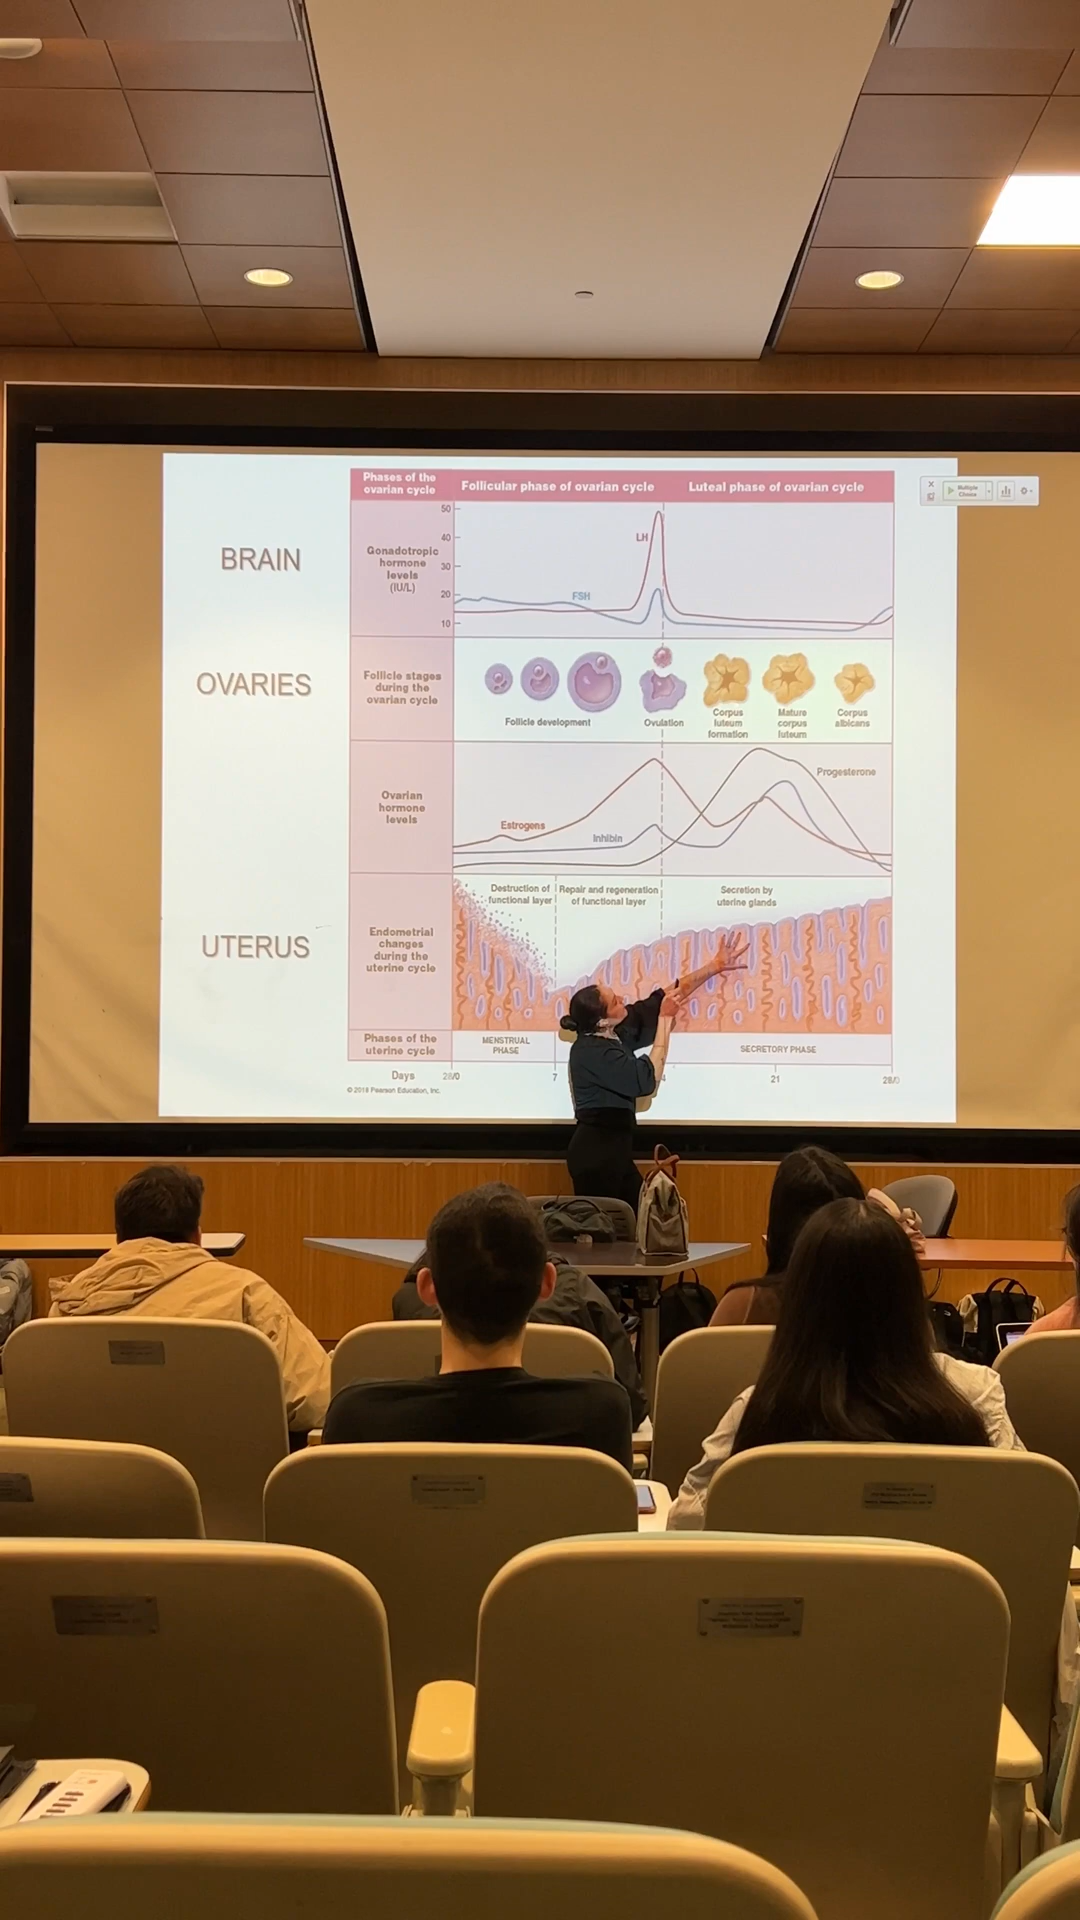 Phases of the
ovarian cycle
Follicular phase of ovarian cycle
Luteal phase of ovarian cycle
Multiple
Choice
BRAIN
Gonadotropic
hormone
levels
(IU/L)
50
40
30
20
10
LH
FSH
OVARIES
Follicle stages
during the
ovarian cycle
Follicle development
Ovulation
Corpus
luteum
formation
Mature
corpus
luteum
Corpus
albicans
Ovarian
hormone
levels
Estrogens
Inhibin
Progesterone
UTERUS
Endometrial
changes
during the
uterine cycle
Destruction of
functional layer
Repair and regeneration
of functional layer
Secretion by
uterine glands
Phases of the
uterine cycle
MENSTRUAL
PHASE
SECRETORY PHASE
Days
28/0
7
4
21
28/0
© 2019 Pearson Education, Inc.